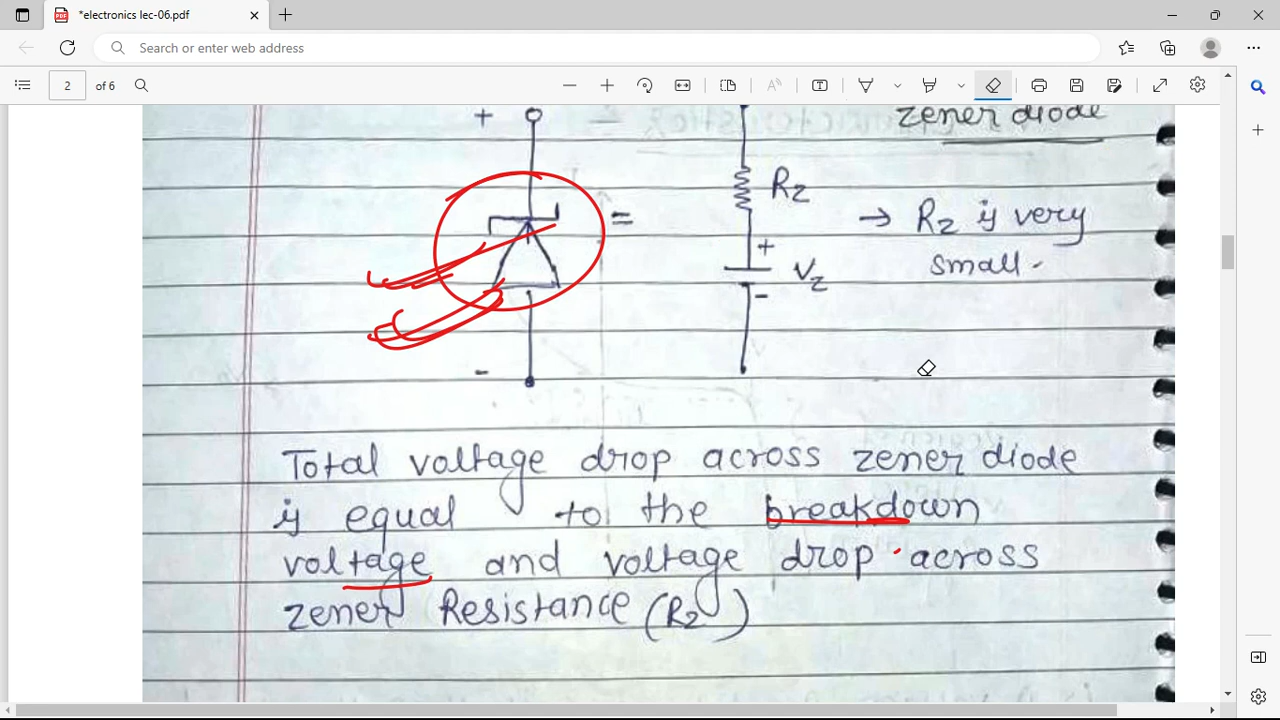 *electronics lec-06.pdf
Search or enter web address
2 of 6
zener diode
+
Rz
=
→ Rz is very
+
Vz
small.
-
-
Total voltage drop across zener diode
is equal to the breakdown
voltage and voltage drop across
zener Resistance (Rz)